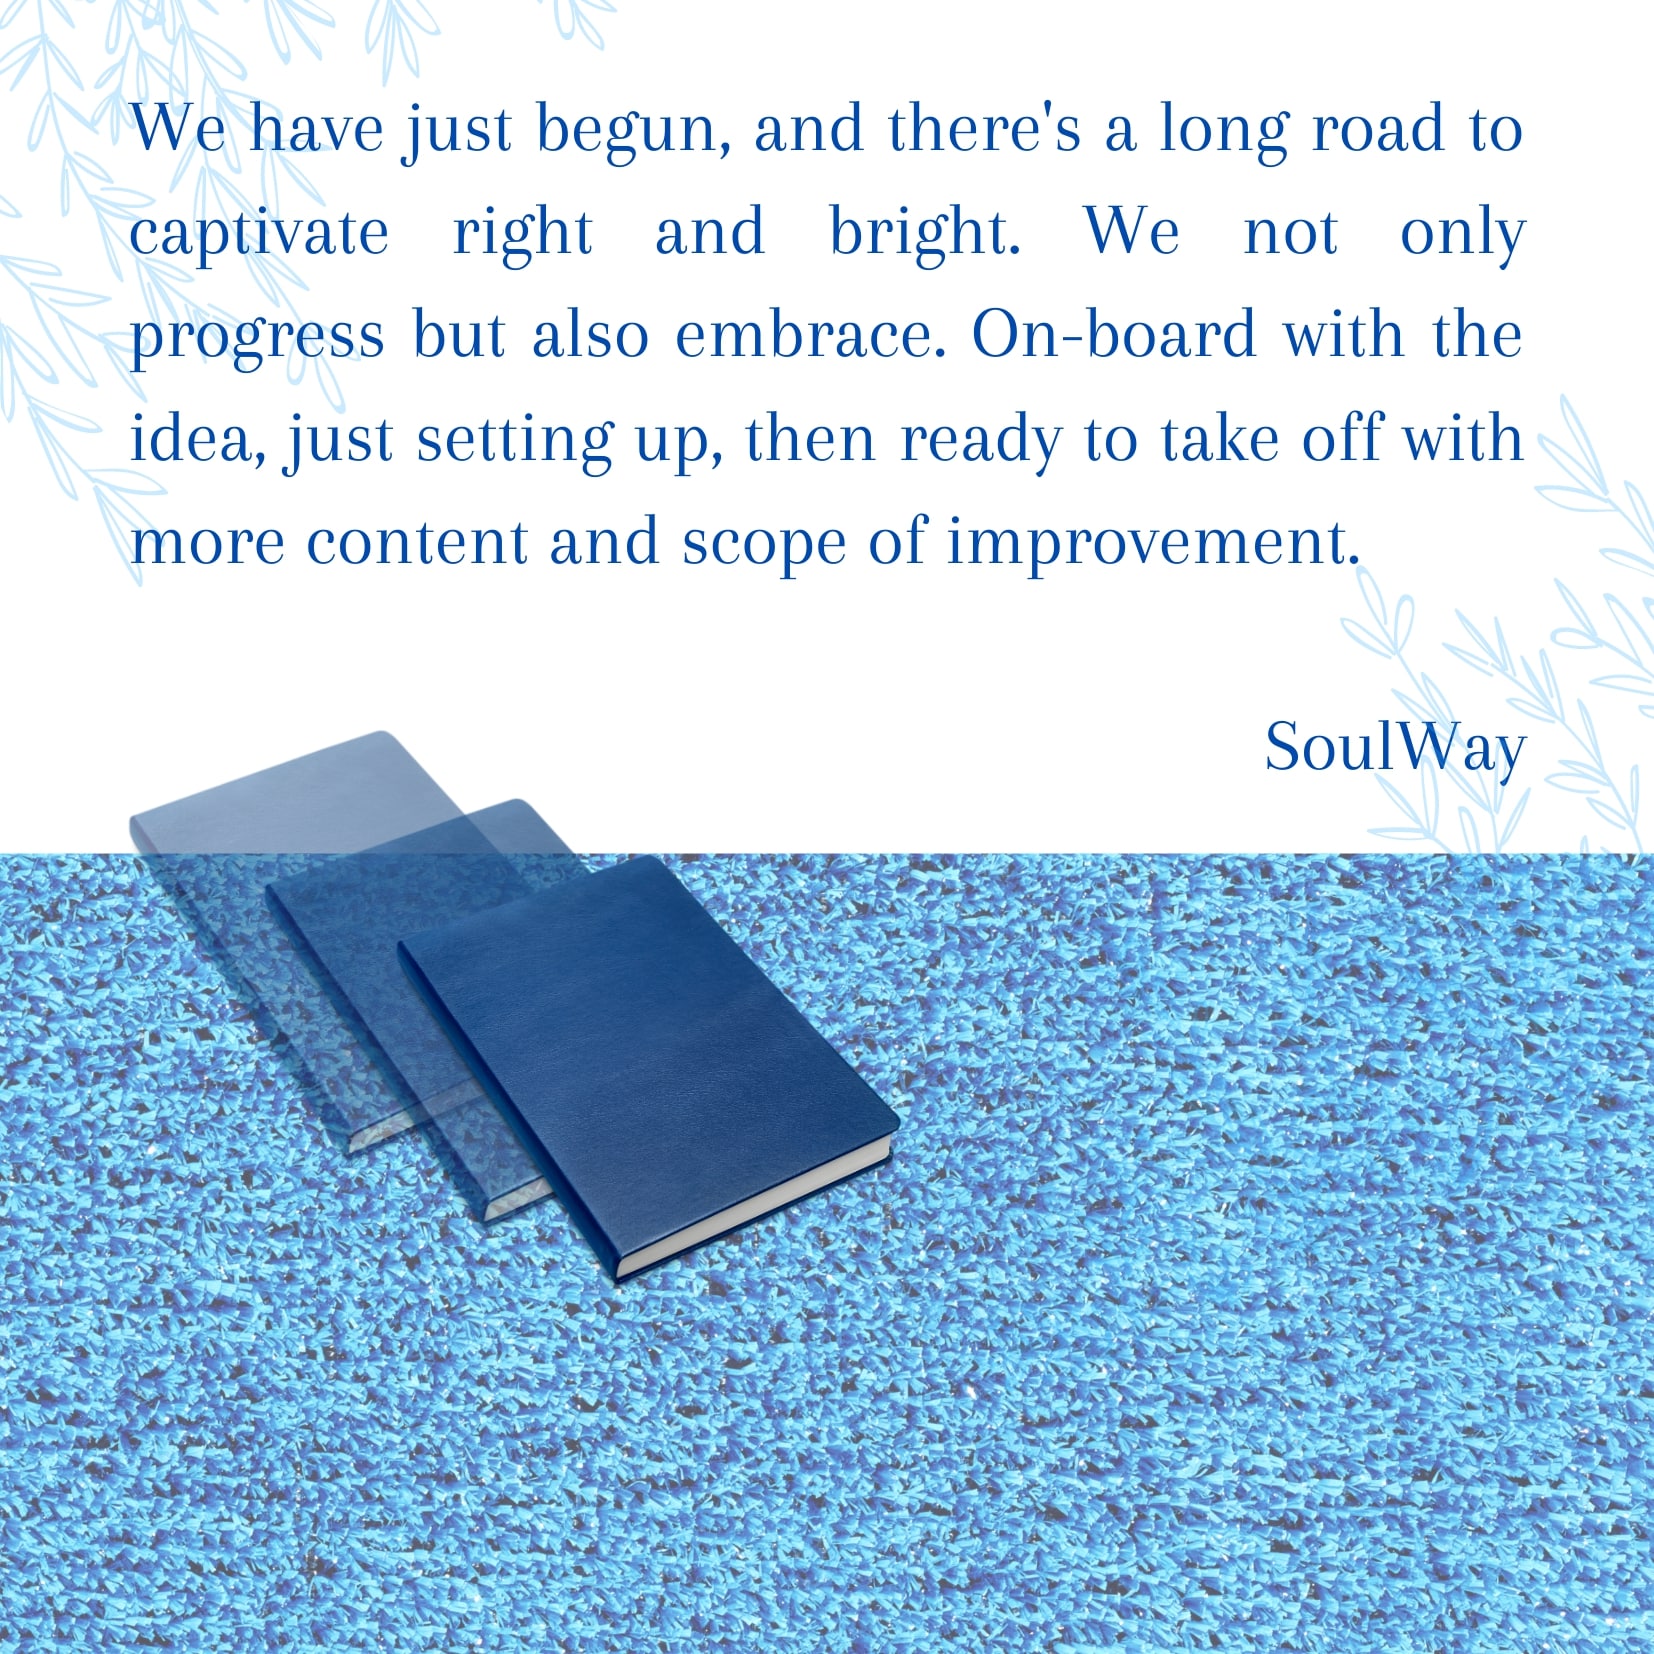 We have just begun, and there's a long road to
captivate right and bright. We not only
progress but also embrace. On-board with the
idea, just setting up, then ready to take off with
more content and scope of improvement.
SoulWay